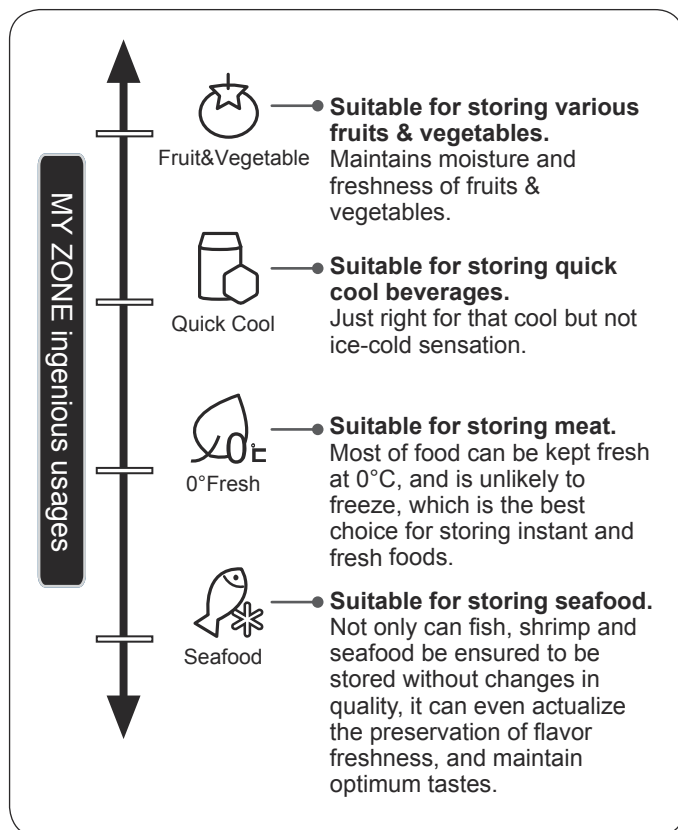 MY ZONE ingenious usages
Fruit&Vegetable
Suitable for storing various
fruits & vegetables.
Maintains moisture and
freshness of fruits &
vegetables.
Quick Cool
Suitable for storing quick
cool beverages.
Just right for that cool but not
ice-cold sensation.
0℃
0°Fresh
Suitable for storing meat.
Most of food can be kept fresh
at 0°C, and is unlikely to
freeze, which is the best
choice for storing instant and
fresh foods.
Seafood
Suitable for storing seafood.
Not only can fish, shrimp and
seafood be ensured to be
stored without changes in
quality, it can even actualize
the preservation of flavor
freshness, and maintain
optimum tastes.